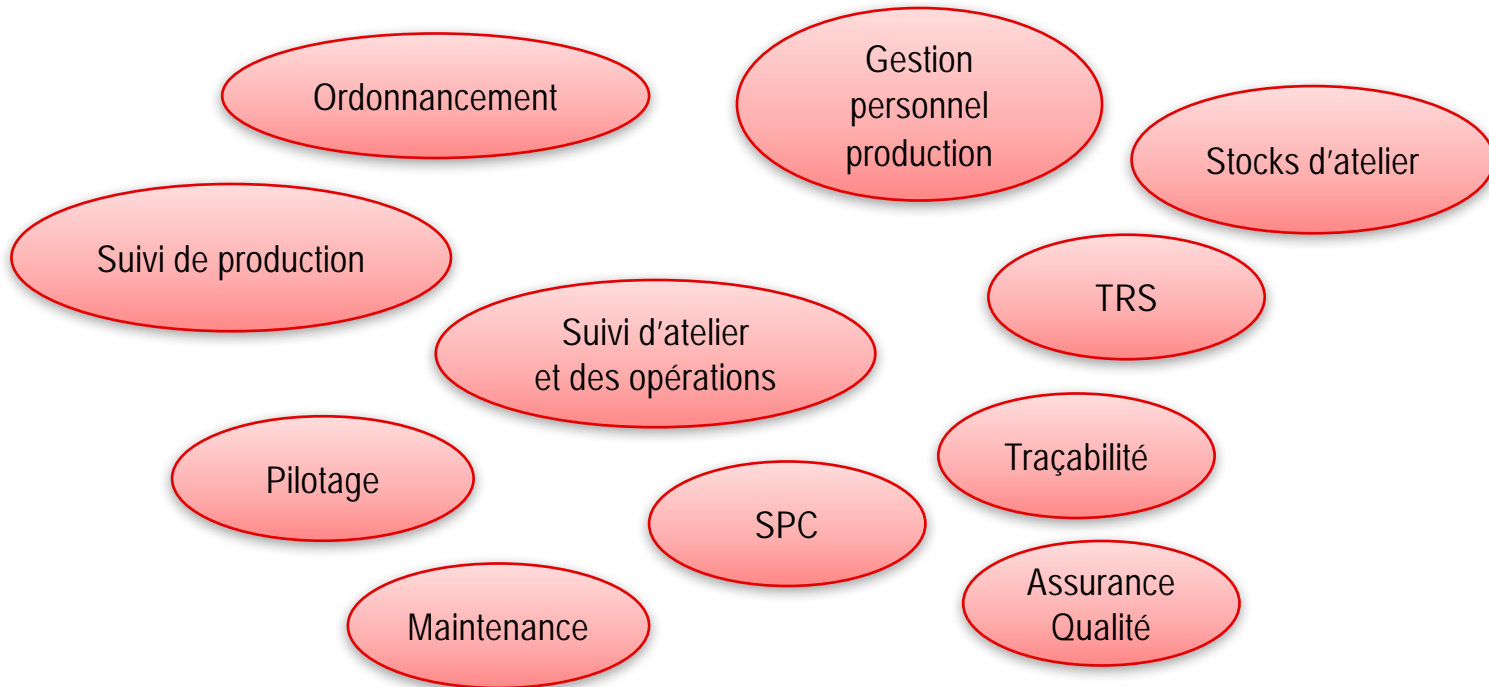 Ordonnancement
Gestion
personnel
production
Stocks d’atelier
Suivi de production
TRS
Suivi d’atelier
et des opérations
Traçabilité
Pilotage
SPC
Assurance
Qualité
Maintenance